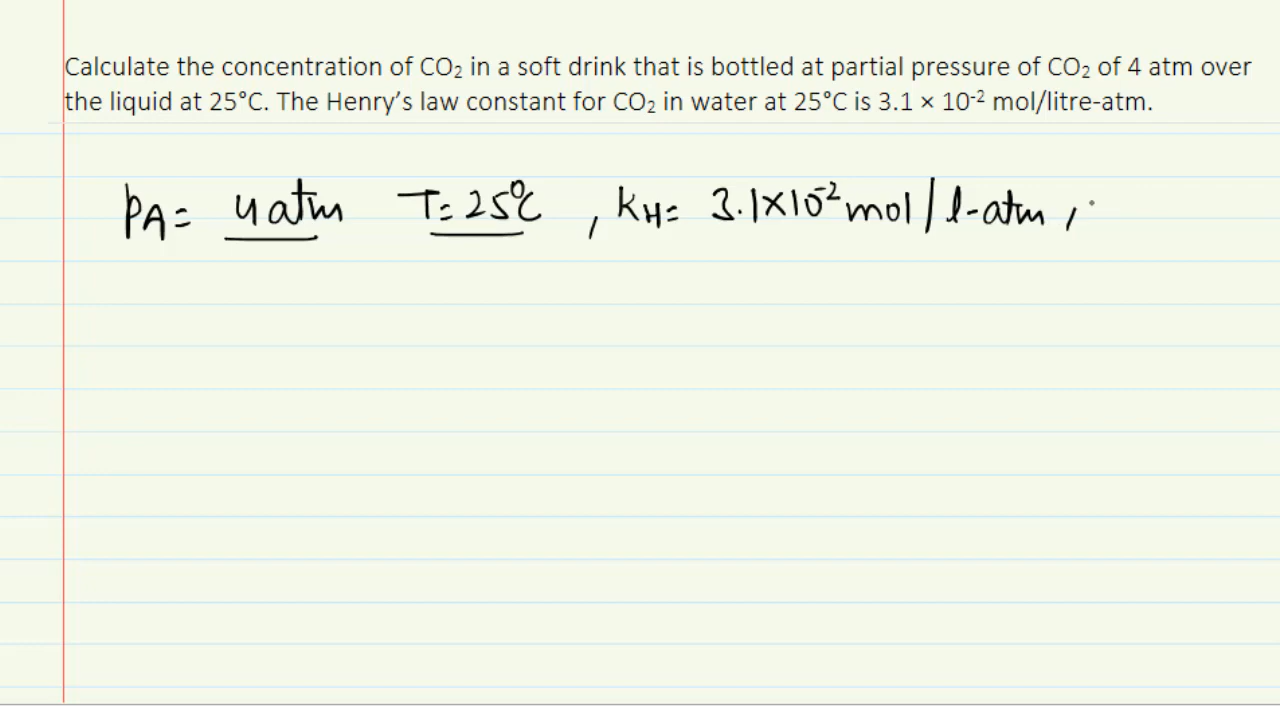 Calculate the concentration of CO₂ in a soft drink that is bottled at partial pressure of CO₂ of 4 atm over
the liquid at 25°C. The Henry’s law constant for CO₂ in water at 25°C is 3.1 × 10⁻² mol/litre-atm.
pA = 4 atm T = 25°C , KH = 3.1×10⁻² mol/l-atm ,